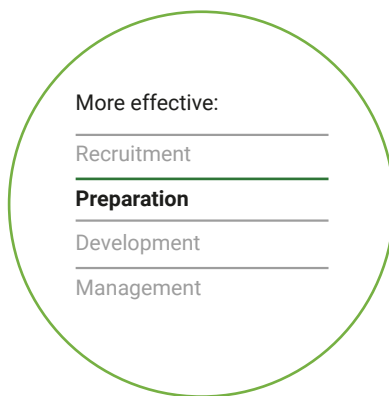 More effective:
Recruitment
Preparation
Development
Management